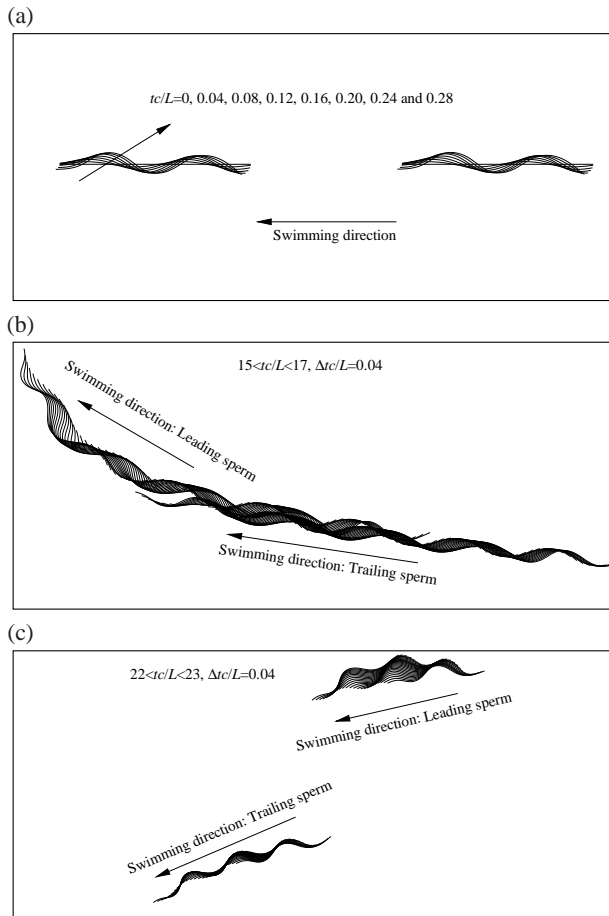 (a)
tc/L=0, 0.04, 0.08, 0.12, 0.16, 0.20, 0.24 and 0.28
Swimming direction
(b)
15<tc/L<17, Δtc/L=0.04
Swimming direction: Leading sperm
Swimming direction: Trailing sperm
(c)
22<tc/L<23, Δtc/L=0.04
Swimming direction: Leading sperm
Swimming direction: Trailing sperm